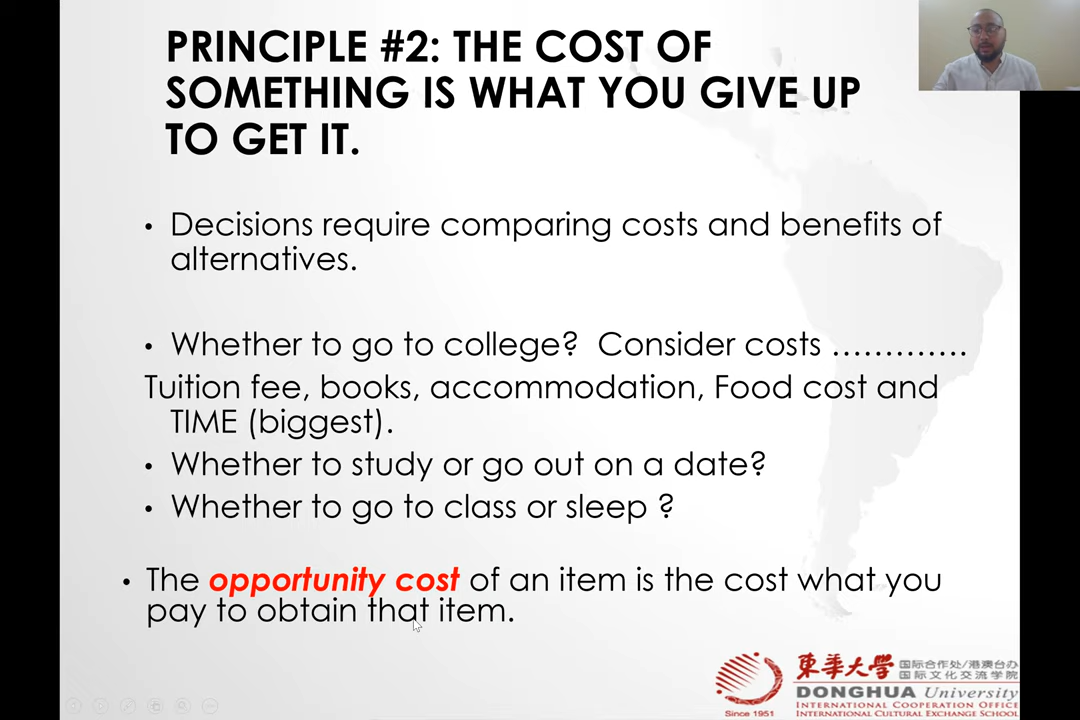 PRINCIPLE #2: THE COST OF
SOMETHING IS WHAT YOU GIVE UP
TO GET IT.
• Decisions require comparing costs and benefits of
alternatives.
• Whether to go to college?  Consider costs ………….
Tuition fee, books, accommodation, Food cost and
TIME (biggest).
• Whether to study or go out on a date?
• Whether to go to class or sleep ?
• The opportunity cost of an item is the cost what you
pay to obtain that item.
東華大學 国际合作处/港澳台办
国际文化交流学院
DONGHUA University
INTERNATIONAL COOPERATION OFFICE
Since 1951 INTERNATIONAL CULTURAL EXCHANGE SCHOOL